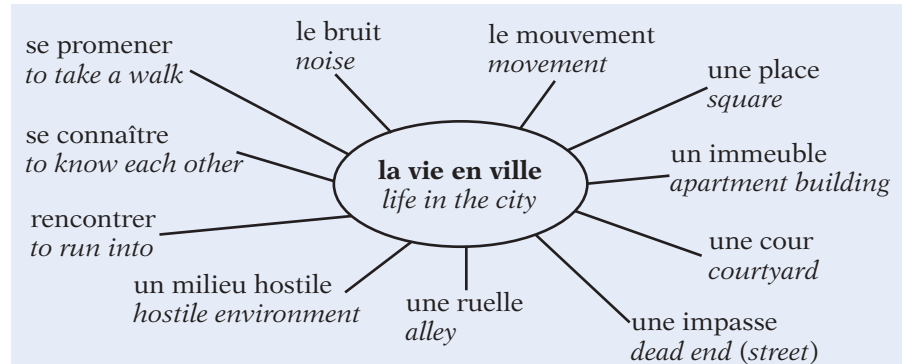 se promener
to take a walk
le bruit
noise
le mouvement
movement
une place
square
se connaître
to know each other
la vie en ville
life in the city
un immeuble
apartment building
rencontrer
to run into
une cour
courtyard
un milieu hostile
hostile environment
une ruelle
alley
une impasse
dead end (street)